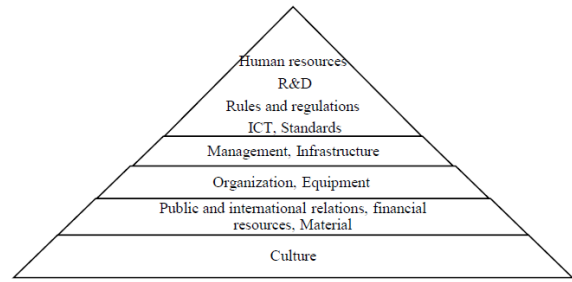 Human resources
R&D
Rules and regulations
ICT, Standards
Management, Infrastructure
Organization, Equipment
Public and international relations, financial
resources, Material
Culture